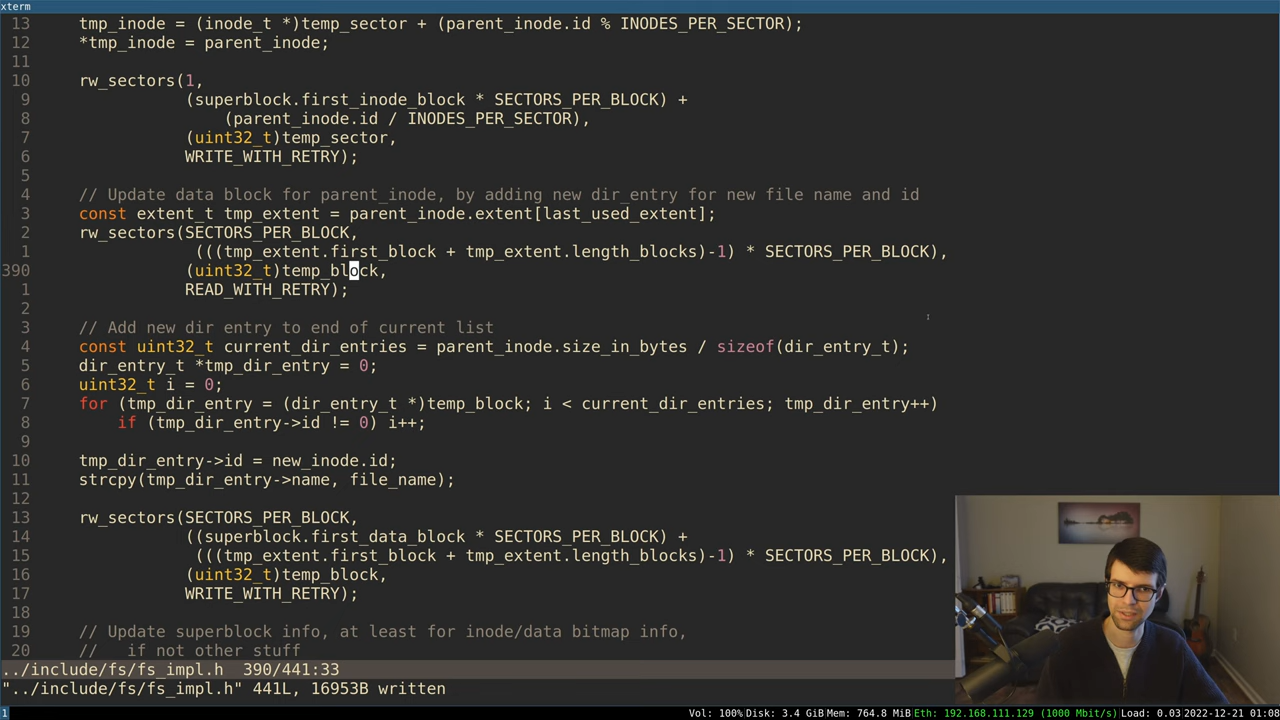 xterm
13     tmp_inode = (inode_t *)temp_sector + (parent_inode.id % INODES_PER_SECTOR);
12     *tmp_inode = parent_inode;
11
10     rw_sectors(1,
9                (superblock.first_inode_block * SECTORS_PER_BLOCK) +
8                    (parent_inode.id / INODES_PER_SECTOR),
7                (uint32_t)temp_sector,
6                WRITE_WITH_RETRY);
5
4     // Update data block for parent_inode, by adding new dir_entry for new file name and id
3     const extent_t tmp_extent = parent_inode.extent[last_used_extent];
2     rw_sectors(SECTORS_PER_BLOCK,
1                 (((tmp_extent.first_block + tmp_extent.length_blocks)-1) * SECTORS_PER_BLOCK),
390                (uint32_t)temp_block,
1                READ_WITH_RETRY);
2
3     // Add new dir entry to end of current list
4     const uint32_t current_dir_entries = parent_inode.size_in_bytes / sizeof(dir_entry_t);
5     dir_entry_t *tmp_dir_entry = 0;
6     uint32_t i = 0;
7     for (tmp_dir_entry = (dir_entry_t *)temp_block; i < current_dir_entries; tmp_dir_entry++)
8         if (tmp_dir_entry->id != 0) i++;
9
10     tmp_dir_entry->id = new_inode.id;
11     strcpy(tmp_dir_entry->name, file_name);
12
13     rw_sectors(SECTORS_PER_BLOCK,
14                ((superblock.first_data_block * SECTORS_PER_BLOCK) +
15                 (((tmp_extent.first_block + tmp_extent.length_blocks)-1) * SECTORS_PER_BLOCK),
16                (uint32_t)temp_block,
17                WRITE_WITH_RETRY);
18
19     // Update superblock info, at least for inode/data bitmap info,
20     //   if not other stuff
../include/fs/fs_impl.h  390/441:33
"../include/fs/fs_impl.h" 441L, 16953B written
1 Vol: 100% Disk: 3.4 GiB Mem: 764.8 MiB Eth: 192.168.111.129 (1000 Mbit/s) Load: 0.03 2022-12-21 01:08